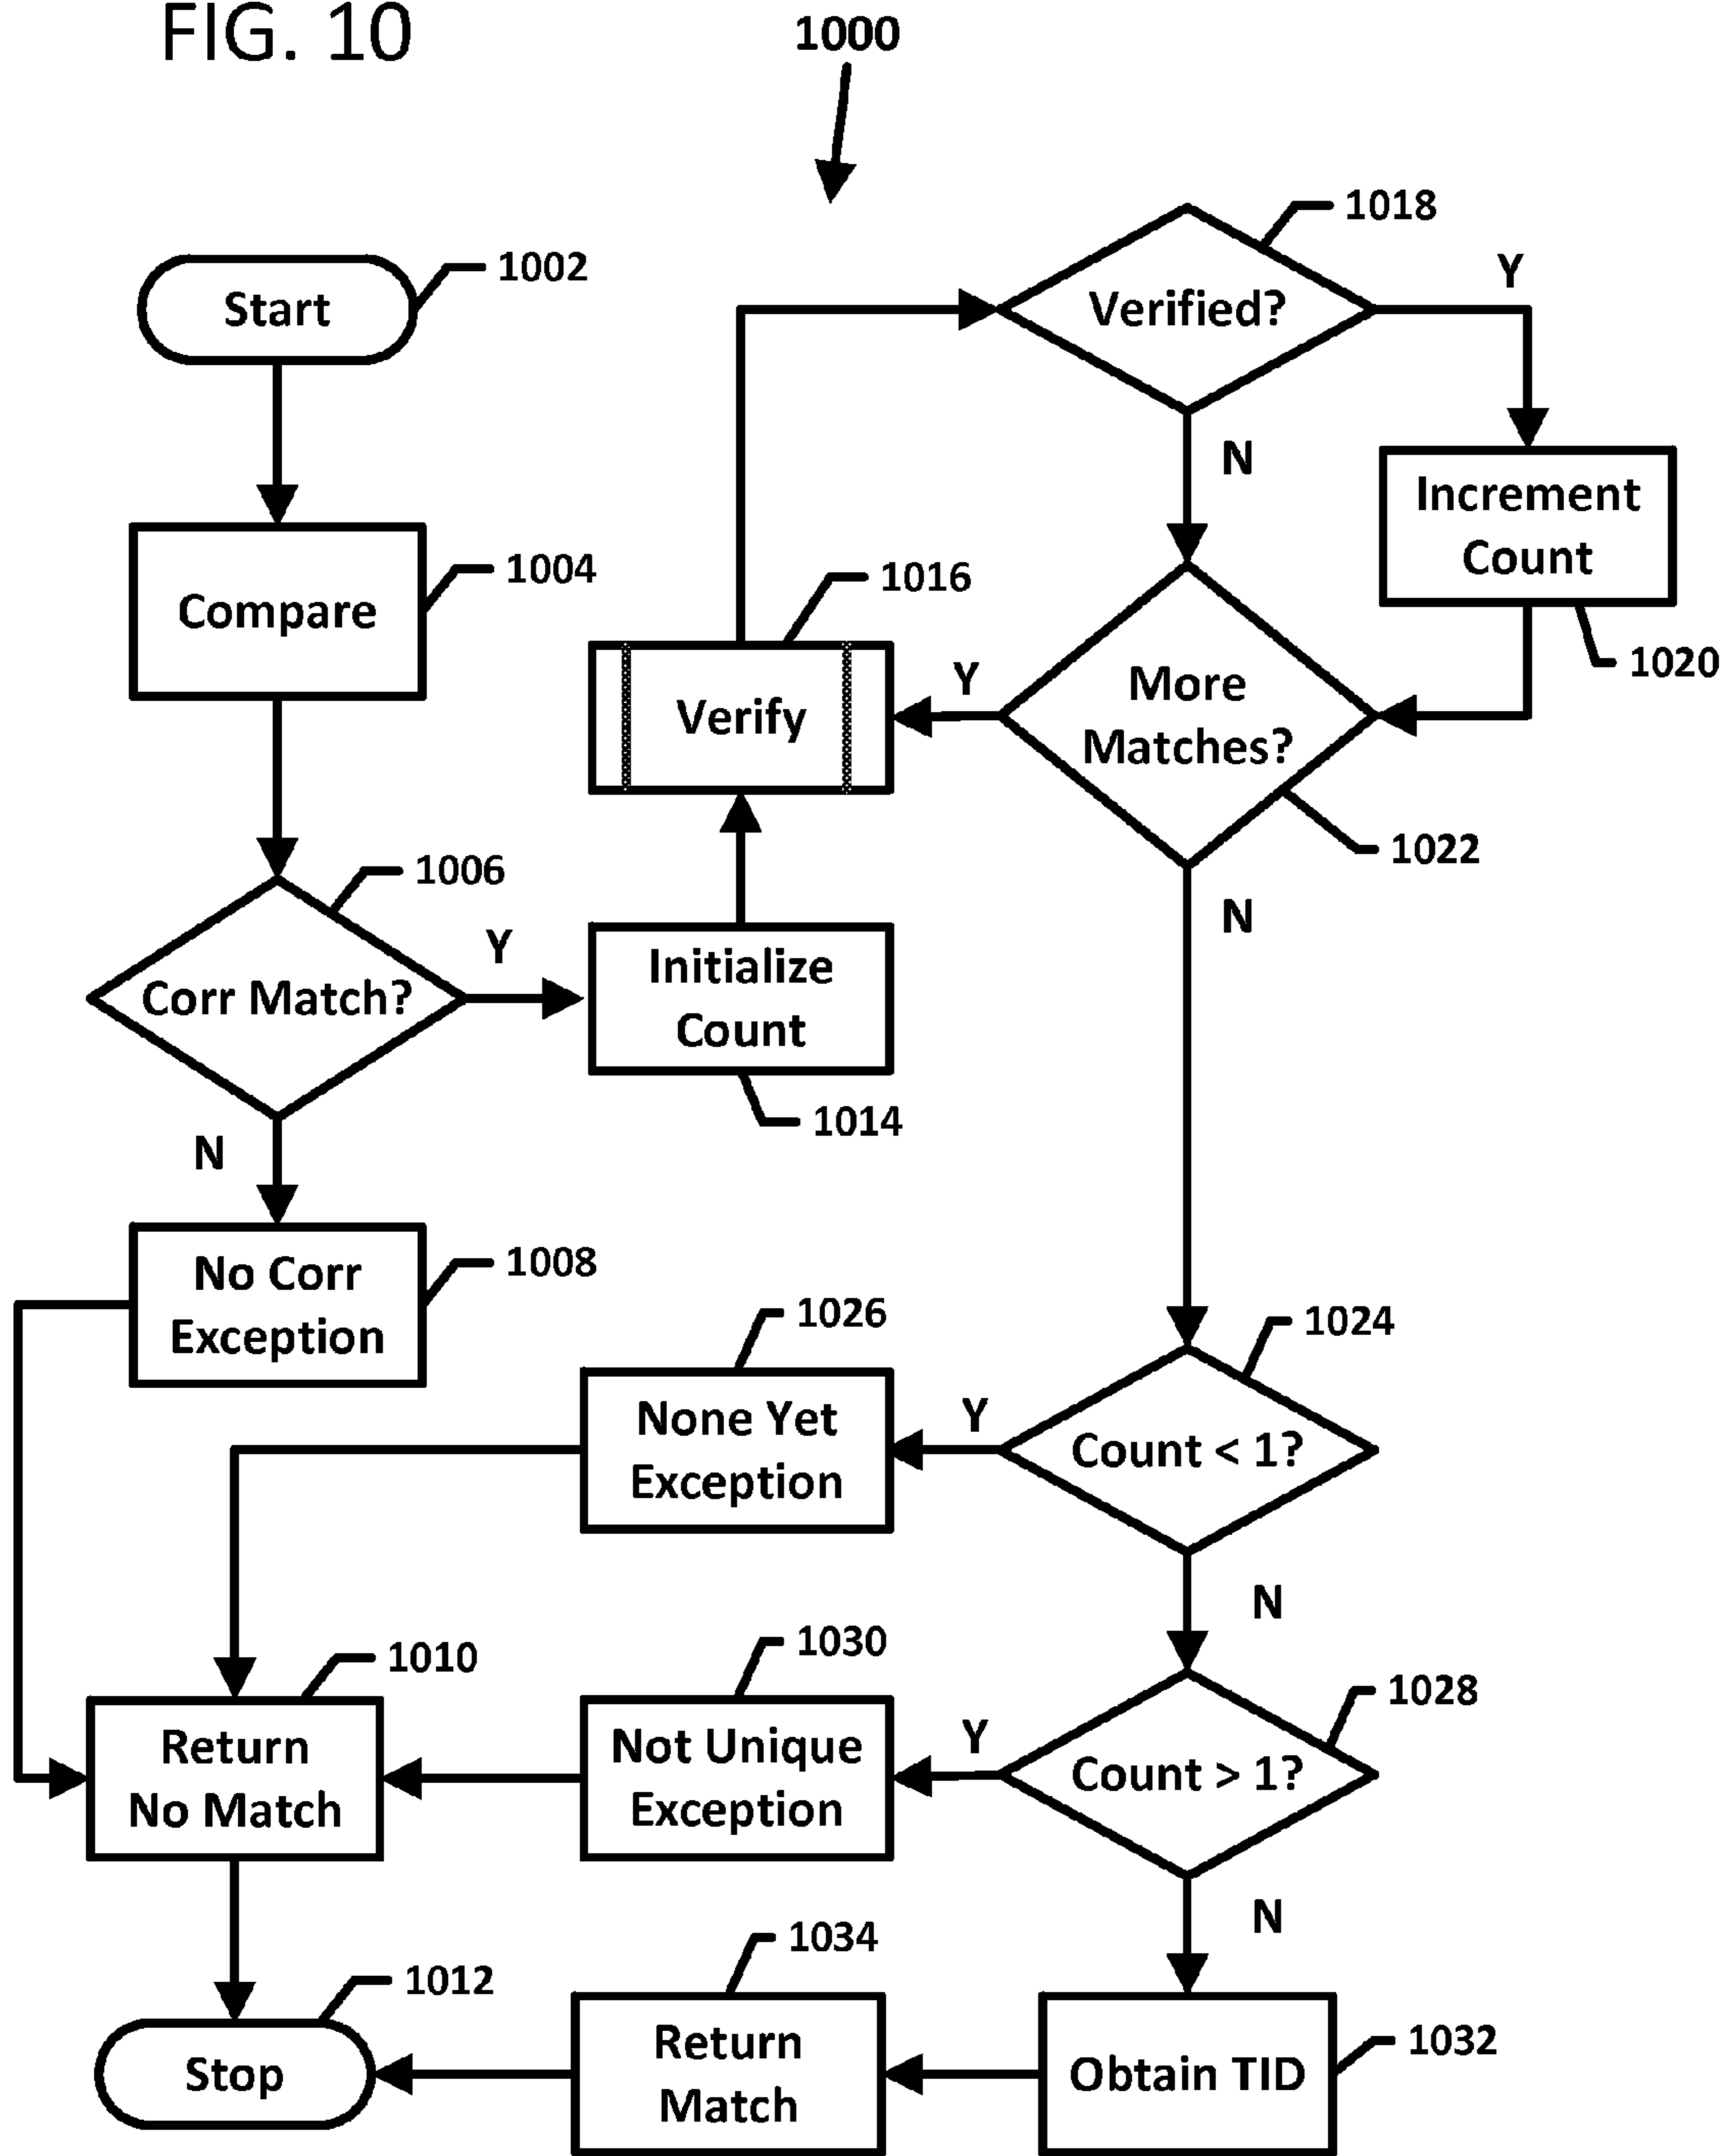 FIG. 10
1000
1002
Start
1004
Compare
1006
Corr Match?
Y
N
1008
No Corr
Exception
1010
Return
No Match
1012
Stop
1014
Initialize
Count
1016
Verify
1018
Verified?
Y
N
1020
Increment
Count
1022
More
Matches?
Y
N
1024
Count < 1?
Y
N
1026
None Yet
Exception
1028
Count > 1?
Y
N
1030
Not Unique
Exception
1032
Obtain TID
1034
Return
Match